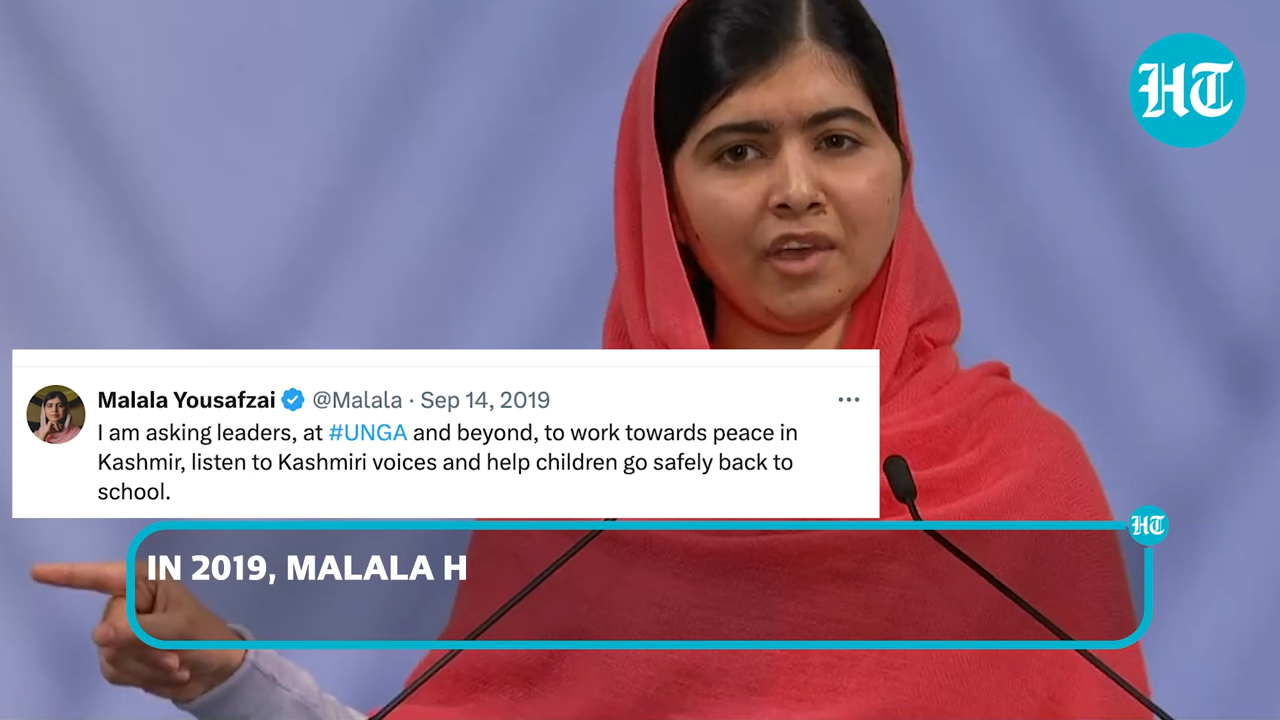 HT
Malala Yousafzai @Malala · Sep 14, 2019
I am asking leaders, at #UNGA and beyond, to work towards peace in
Kashmir, listen to Kashmiri voices and help children go safely back to
school.
HT
IN 2019, MALALA H